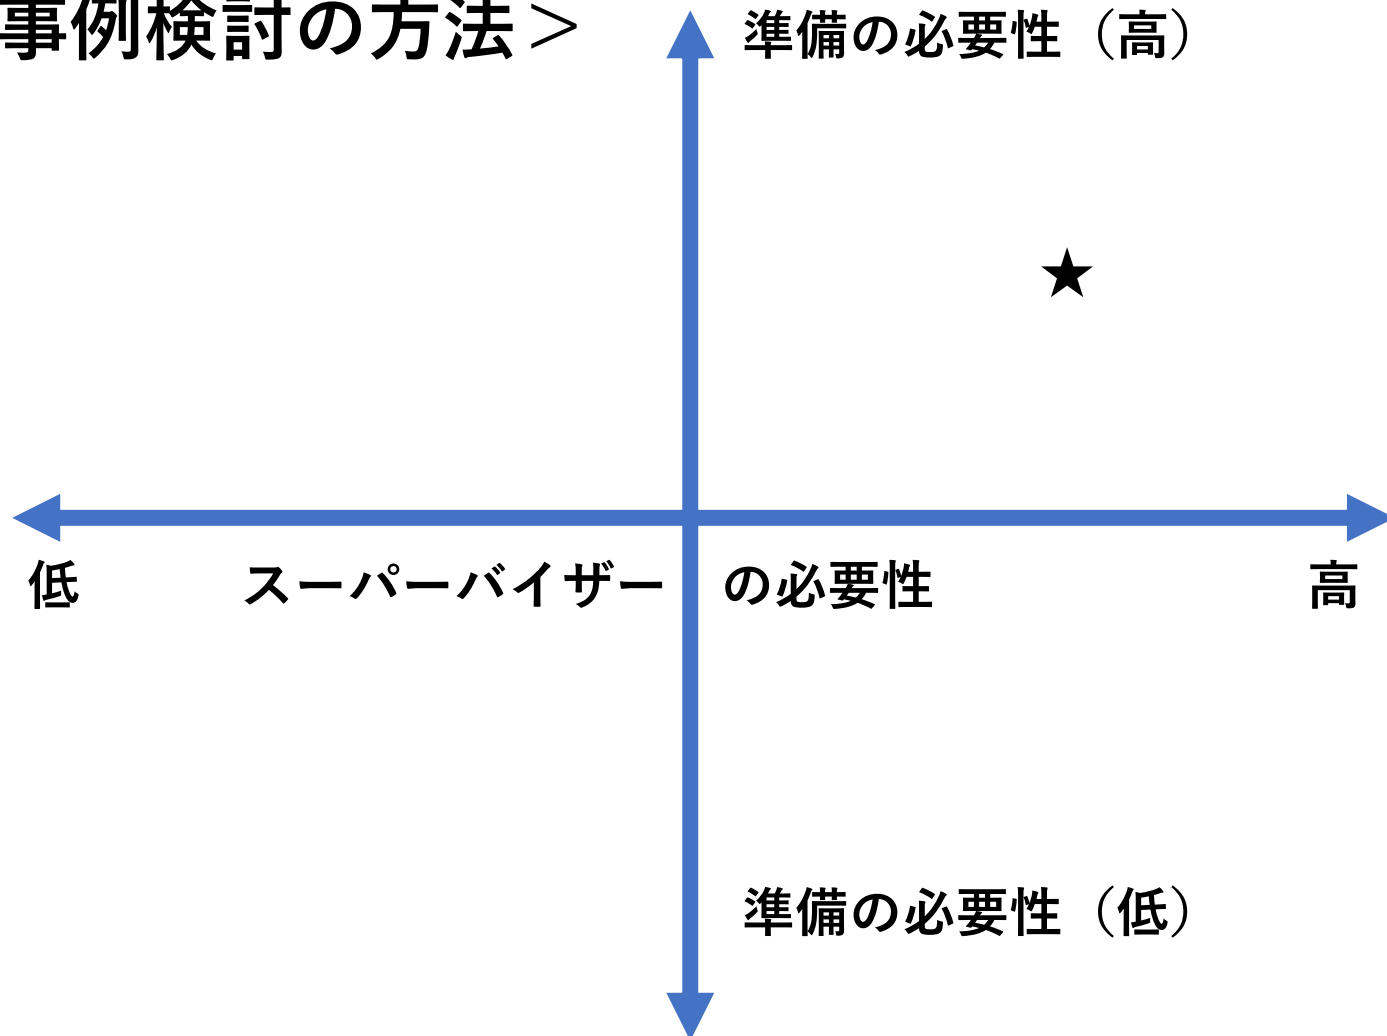 事例検討の方法＞
準備の必要性（高）
★
低 スーパーバイザー の必要性 高
準備の必要性（低）